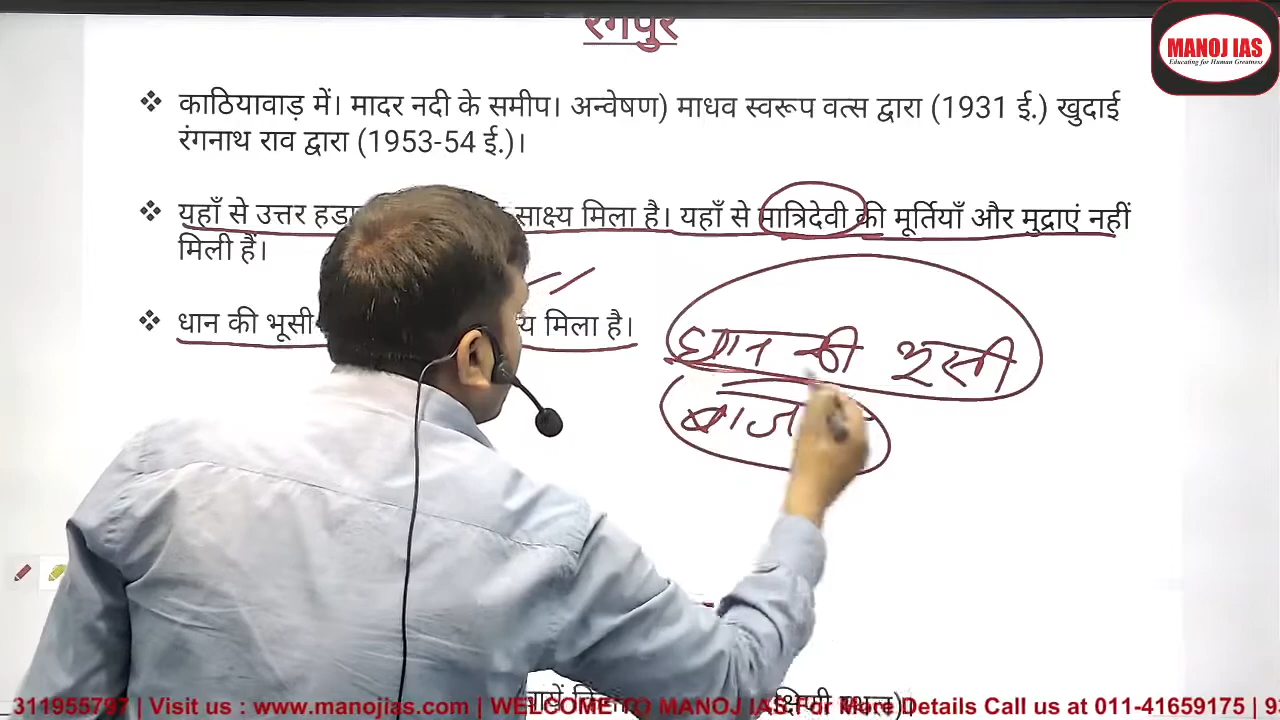 रंगपुर
MANOJ IAS
Educating for Human Greatness
❖ काठियावाड़ में। मादर नदी के समीप। अन्वेषण) माधव स्वरूप वत्स द्वारा (1931 ई.) खुदाई
रंगनाथ राव द्वारा (1953-54 ई.)।
❖ यहाँ से उत्तर साक्ष्य मिला है। यहाँ से मात्रिदेवी की मूर्तियाँ और मुद्राएं नहीं
मिली हैं।
❖ धान की भूसी मिला है।
धान की भूसी
311955797 | Visit us : www.manojias.com | WELCOME TO MANOJ IAS For More Details Call us at 011-41659175 | 9